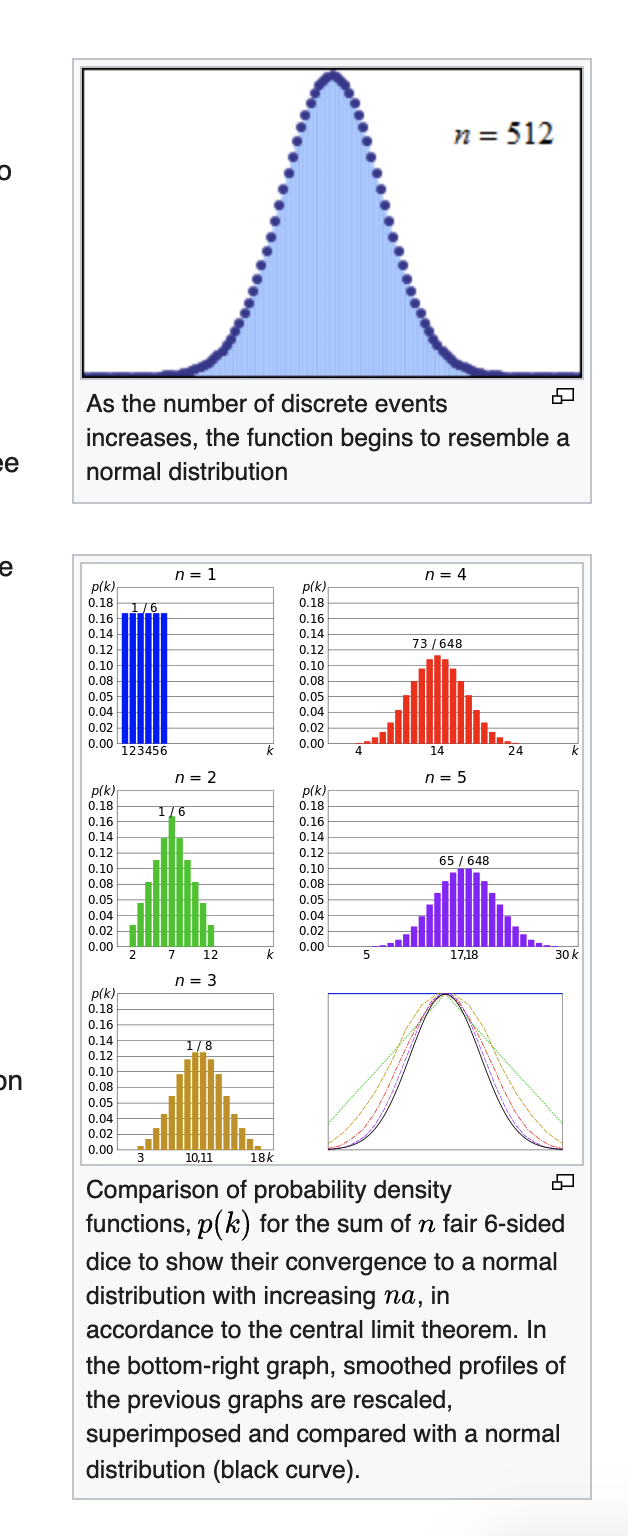 o
n = 512
As the number of discrete events
increases, the function begins to resemble a
normal distribution
ee
e
n = 1
p(k)
0.18
0.16
0.14
0.12
0.10
0.08
0.05
0.04
0.02
0.00
1 / 6
123456 k
n = 4
p(k)
0.18
0.16
0.14
0.12
0.10
0.08
0.05
0.04
0.02
0.00
73 / 648
4 14 24 k
n = 2
p(k)
0.18
0.16
0.14
0.12
0.10
0.08
0.05
0.04
0.02
0.00
1 / 6
2 7 12 k
n = 5
p(k)
0.18
0.16
0.14
0.12
0.10
0.08
0.05
0.04
0.02
0.00
65 / 648
5 17,18 30 k
n = 3
p(k)
0.18
0.16
0.14
0.12
0.10
0.08
0.05
0.04
0.02
0.00
1 / 8
3 10,11 18 k
on
Comparison of probability density
functions, p(k) for the sum of n fair 6-sided
dice to show their convergence to a normal
distribution with increasing na, in
accordance to the central limit theorem. In
the bottom-right graph, smoothed profiles of
the previous graphs are rescaled,
superimposed and compared with a normal
distribution (black curve).